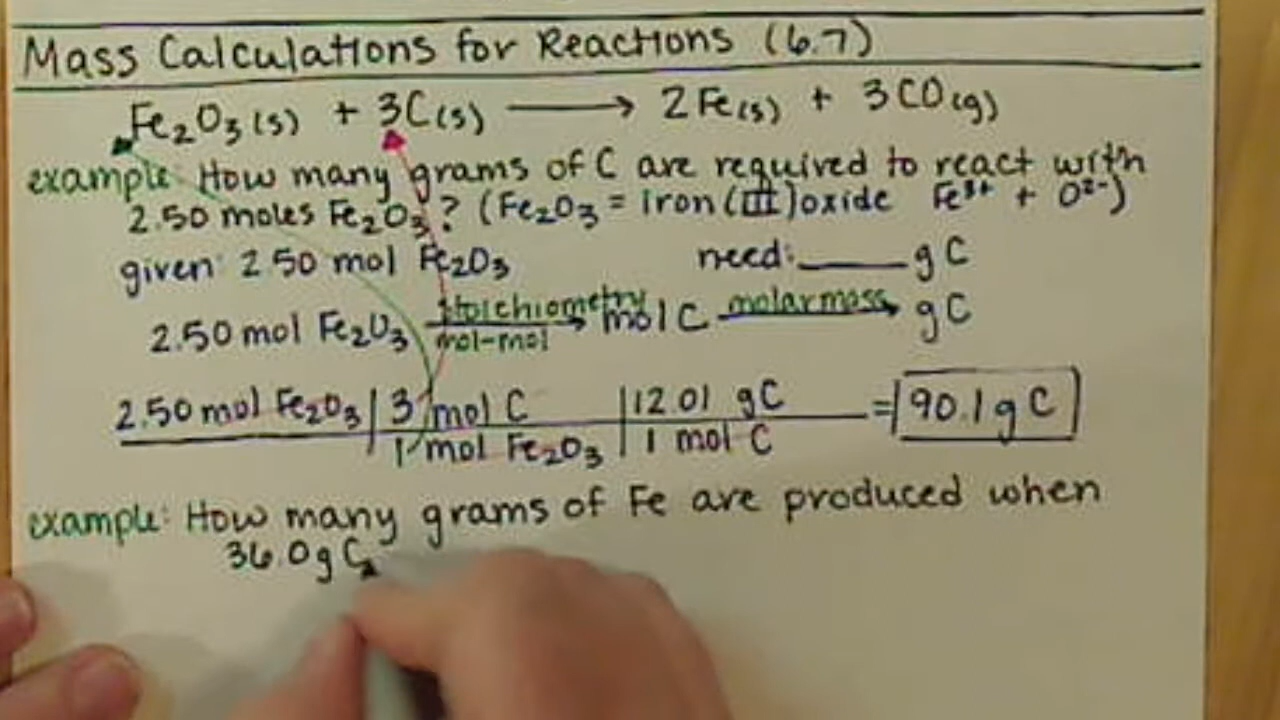 Mass Calculations for Reactions (6.7)
Fe₂O₃(s) + 3C(s) ⟶ 2Fe(s) + 3CO(g)
example: How many grams of C are required to react with
2.50 moles Fe₂O₃? (Fe₂O₃ = iron(III)oxide Fe³⁺ + O²⁻)
given: 2.50 mol Fe₂O₃ need: ____ g C
2.50 mol Fe₂O₃ stoichiometry mol-mol → mol C molar mass → g C
2.50 mol Fe₂O₃ | 3 mol C | 12.01 g C = 90.1 g C
1 mol Fe₂O₃ | 1 mol C
example: How many grams of Fe are produced when
36.0 g C